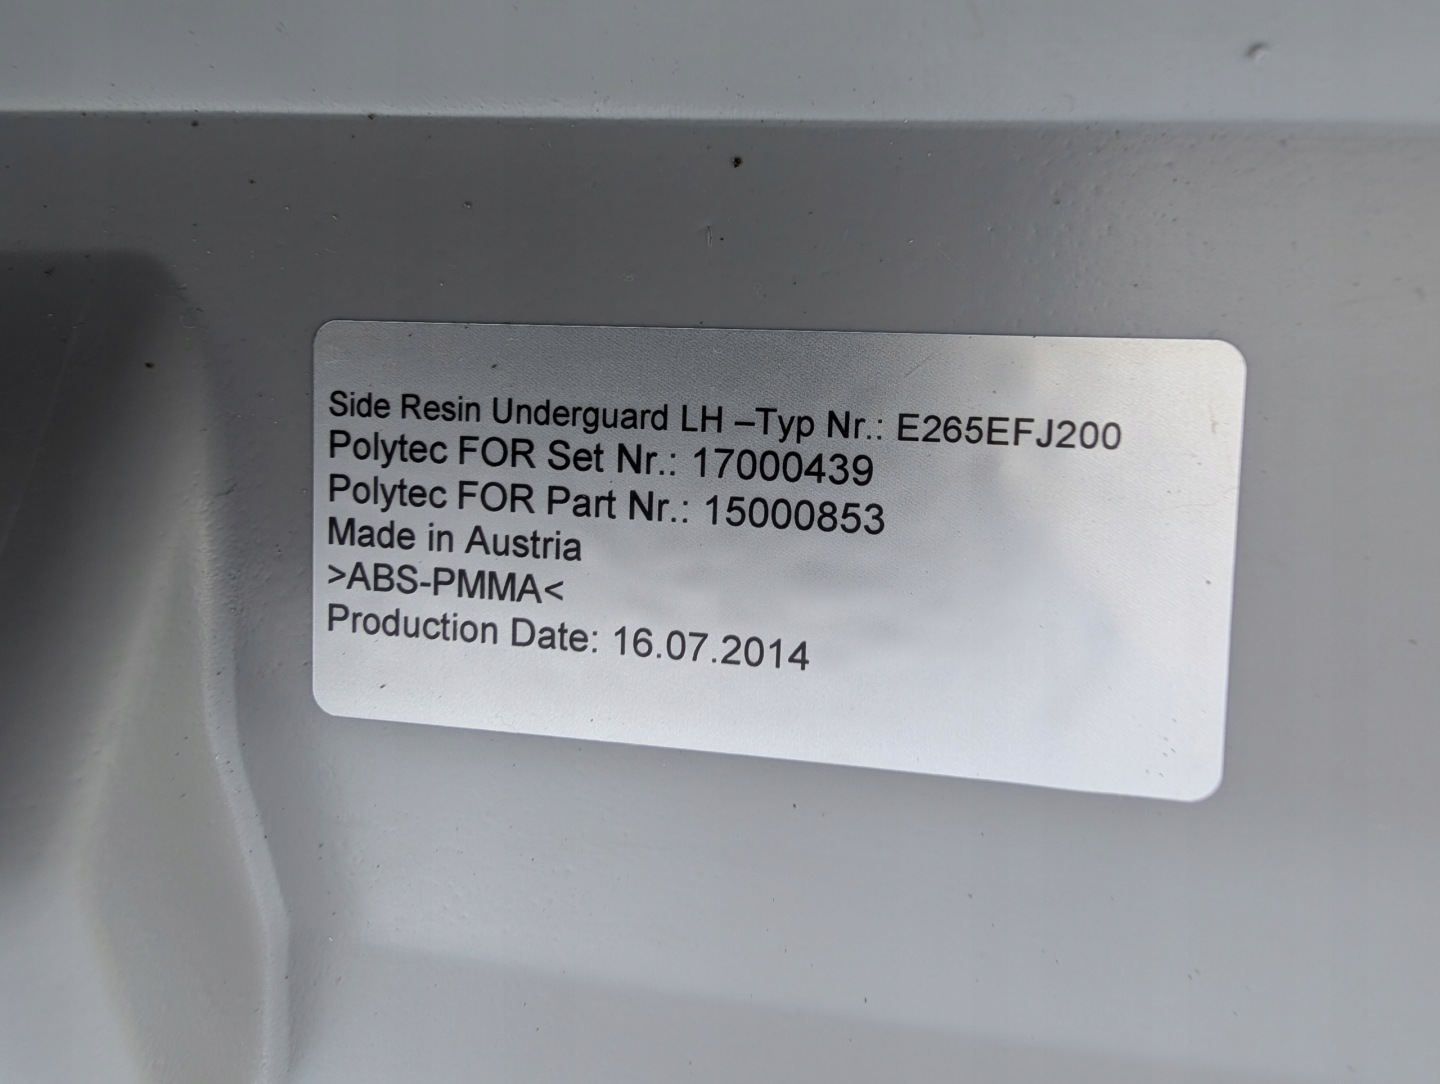 Side Resin Underguard LH –Typ Nr.: E265EFJ200
Polytec FOR Set Nr.: 17000439
Polytec FOR Part Nr.: 15000853
Made in Austria
>ABS-PMMA<
Production Date: 16.07.2014